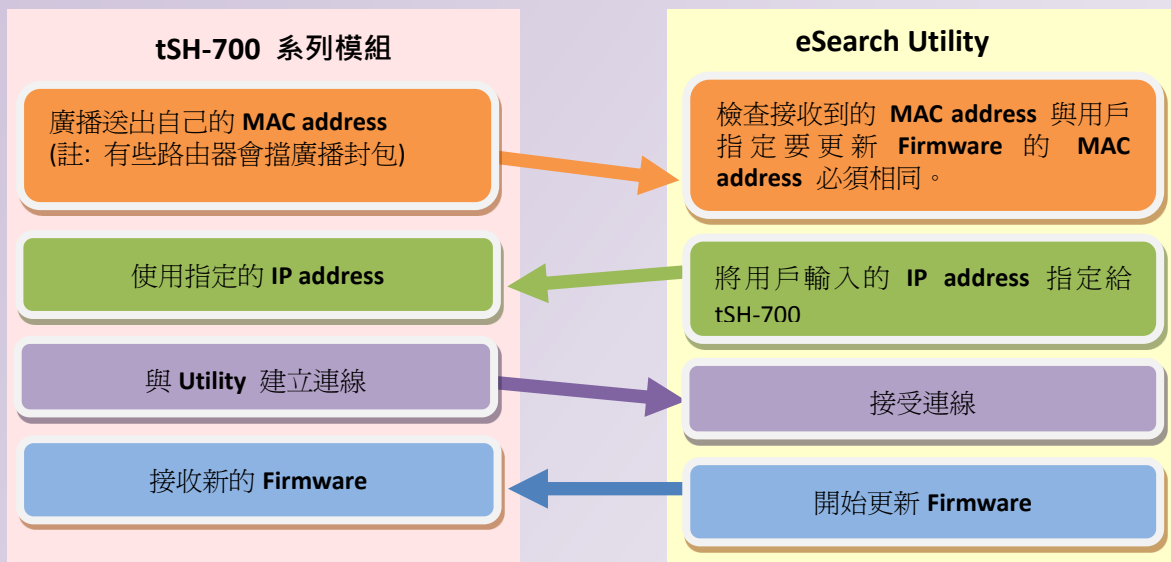 tSH-700 系列模組
廣播送出自己的 MAC address
(註: 有些路由器會擋廣播封包)
使用指定的 IP address
與 Utility 建立連線
接收新的 Firmware
eSearch Utility
檢查接收到的 MAC address 與用戶
指定要更新 Firmware 的 MAC
address 必須相同。
將用戶輸入的 IP address 指定給
tSH-700
接受連線
開始更新 Firmware